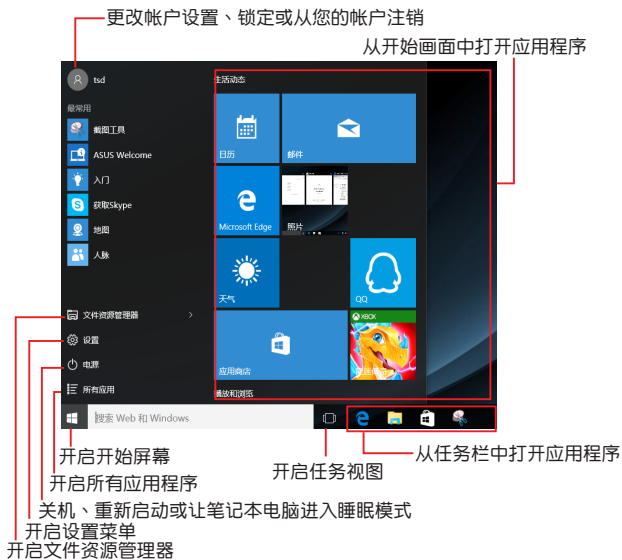 更改帐户设置、锁定或从您的帐户注销
从开始画面中打开应用程序
tsd
生活动态
最常用
截图工具
ASUS Welcome
入门
获取Skype
地图
人脉
日历
邮件
Microsoft Edge
照片
天气
QQ
XBOX
应用商店
播放和浏览
文件资源管理器
设置
电源
所有应用
搜索 Web 和 Windows
开启开始屏幕
开启任务视图
从任务栏中打开应用程序
开启所有应用程序
关机、重新启动或让笔记本电脑进入睡眠模式
开启设置菜单
开启文件资源管理器